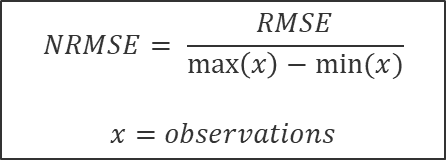 NRMSE = RMSE / max(x) − min(x)
x = observations